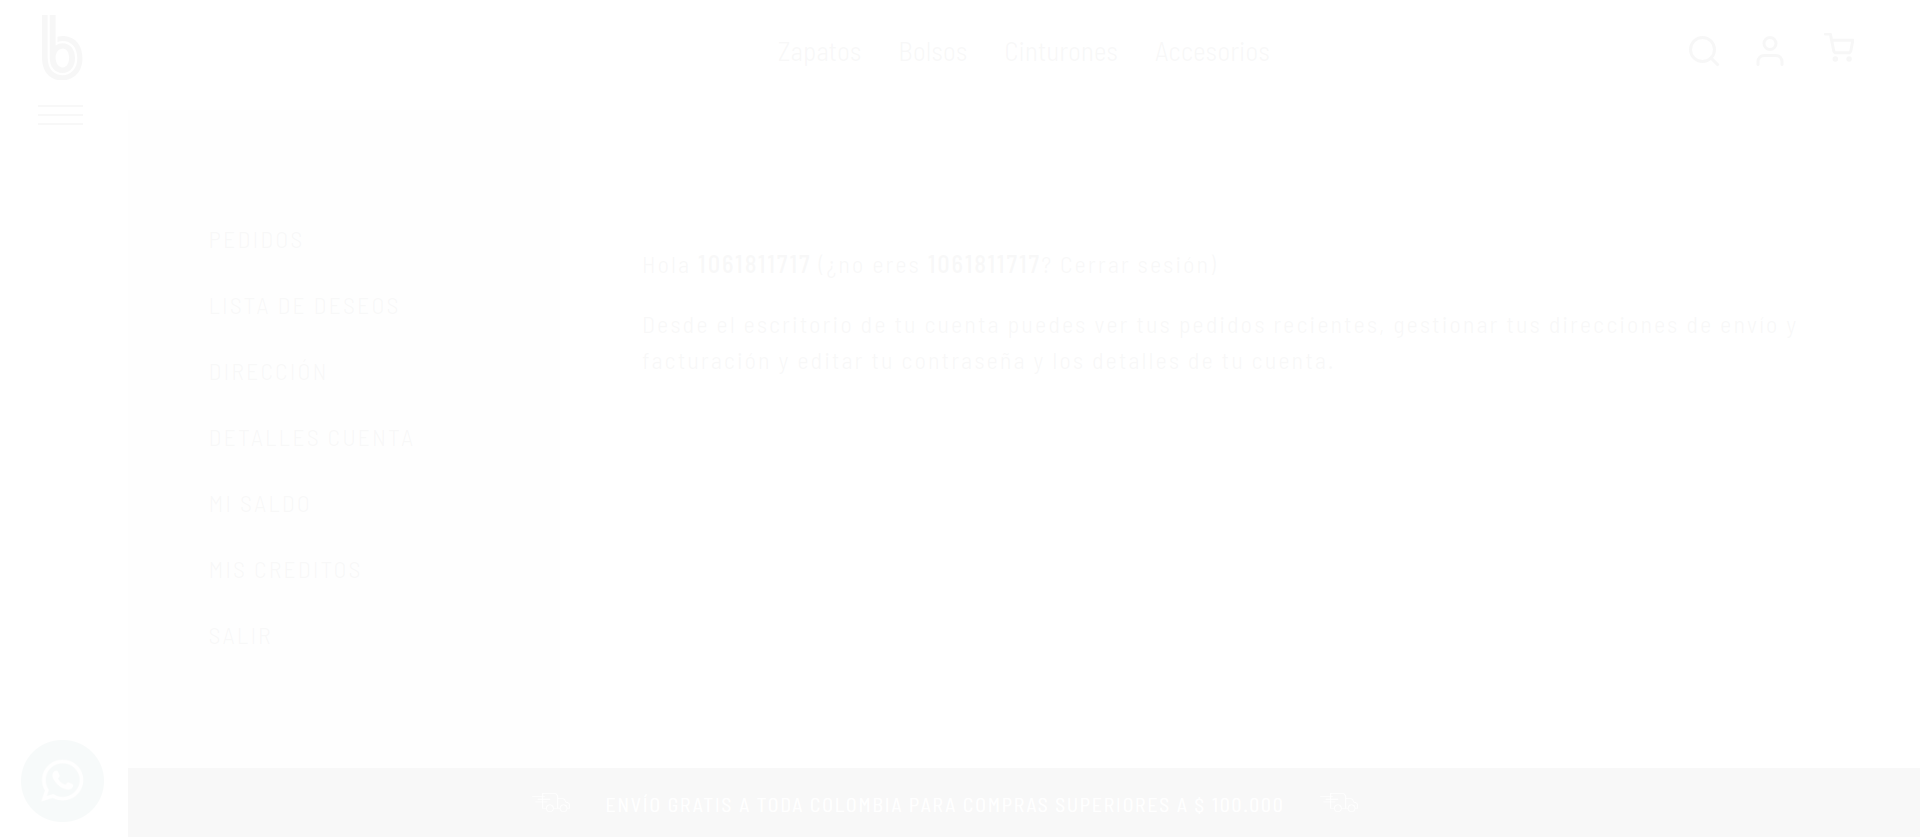 b
Zapatos Bolsos Cinturones Accesorios
PEDIDOS
LISTA DE DESEOS
DIRECCIÓN
DETALLES CUENTA
MI SALDO
MIS CREDITOS
SALIR
Hola 1061811717 (¿no eres 1061811717? Cerrar sesión)
Desde el escritorio de tu cuenta puedes ver tus pedidos recientes, gestionar tus direcciones de envío y
facturación y editar tu contraseña y los detalles de tu cuenta.
ENVÍO GRATIS A TODA COLOMBIA PARA COMPRAS SUPERIORES A $ 100.000